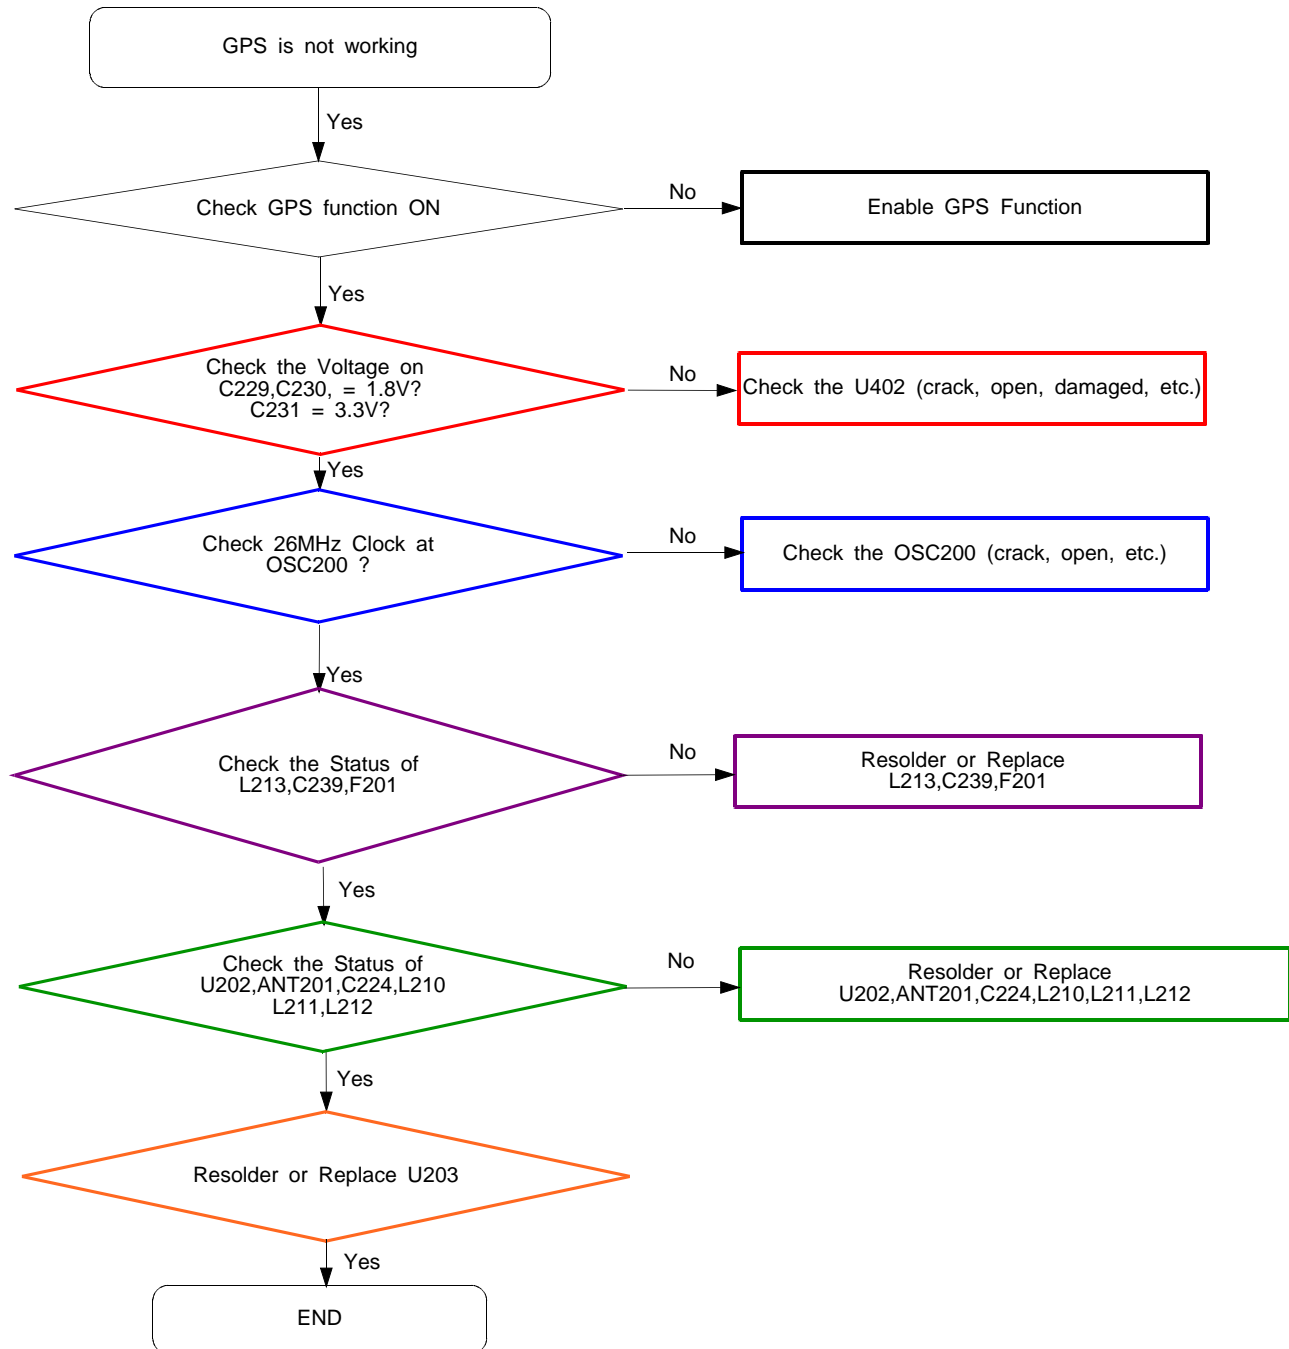 GPS is not working
Yes
Check GPS function ON
No
Enable GPS Function
Yes
Check the Voltage on
C229,C230, = 1.8V?
C231 = 3.3V?
No
Check the U402 (crack, open, damaged, etc.)
Yes
Check 26MHz Clock at
OSC200 ?
No
Check the OSC200 (crack, open, etc.)
Yes
Check the Status of
L213,C239,F201
No
Resolder or Replace
L213,C239,F201
Yes
Check the Status of
U202,ANT201,C224,L210
L211,L212
No
Resolder or Replace
U202,ANT201,C224,L210,L211,L212
Yes
Resolder or Replace U203
Yes
END